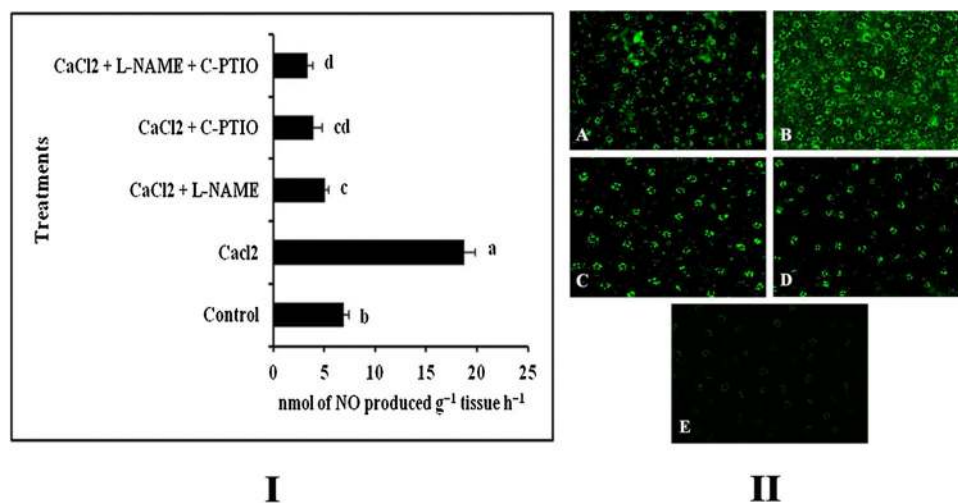 CaCl2 + L-NAME + C-PTIO
d
CaCl2 + C-PTIO
cd
CaCl2 + L-NAME
c
Cacl2
a
Control
b
Treatments
0 5 10 15 20 25
nmol of NO produced g⁻¹ tissue h⁻¹
I
A
B
C
D
E
II